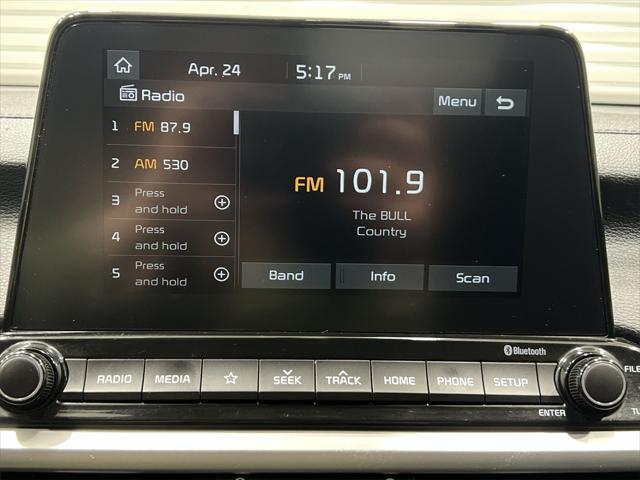 Apr. 24
5:17 PM
Radio
Menu
1 FM 87.9
2 AM 530
3 Press
and hold
4 Press
and hold
5 Press
and hold
FM 101.9
The BULL
Country
Band
Info
Scan
Bluetooth
RADIO
MEDIA
SEEK
TRACK
HOME
PHONE
SETUP
FILE
ENTER